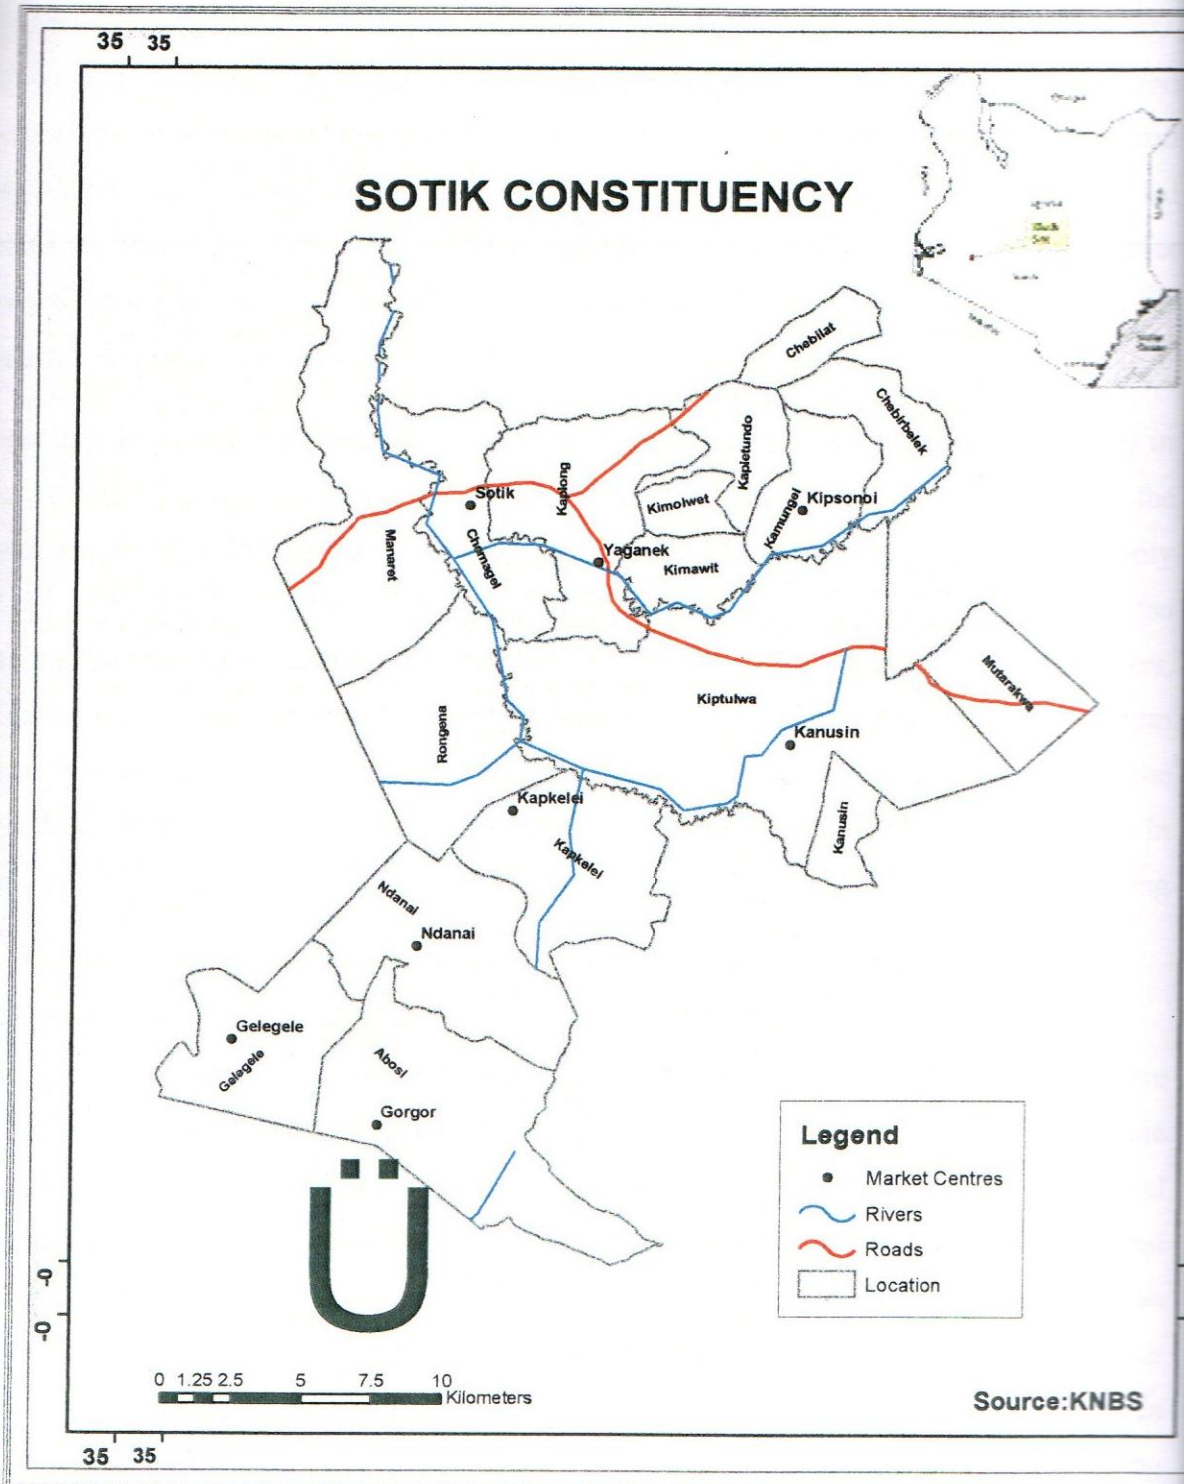 35 35
SOTIK CONSTITUENCY
Chebilat
Chebirbelek
Kapletundo
Kaplong
Kimolwet
Kamungei
Kipsonoi
Sotik
Manaret
Chemagel
Yaganek
Kimawit
Mutarakwa
Kiptulwa
Rongena
Kanusin
Kapkelei
Kanusin
Kapkelei
Ndanai
Ndanai
Gelegele
Gelegele
Abosi
Gorgor
Ü
Legend
Market Centres
Rivers
Roads
Location
-0
-0
0 1.25 2.5 5 7.5 10
Kilometers
Source:KNBS
35 35